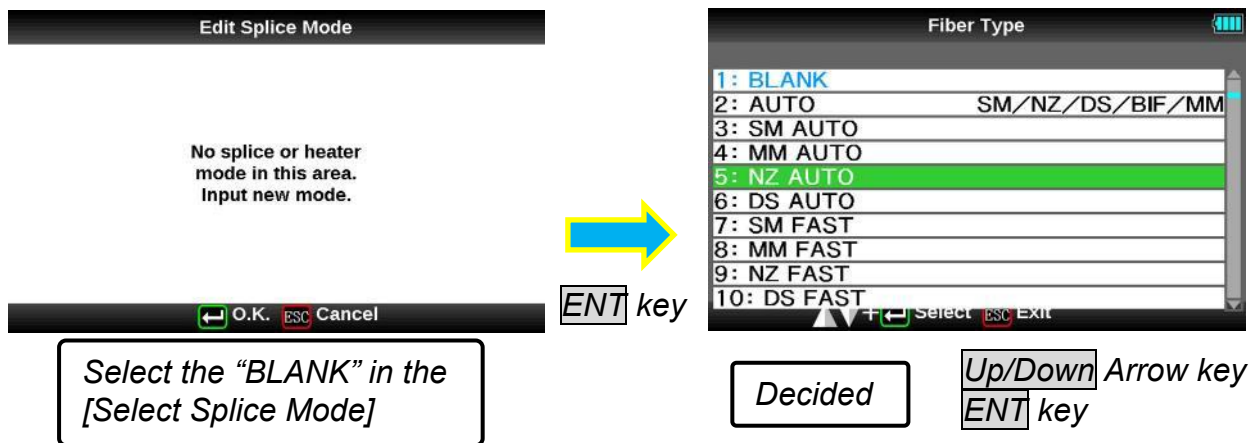 Edit Splice Mode
No splice or heater
mode in this area.
Input new mode.
O.K. ESC Cancel
Select the “BLANK” in the
[Select Splice Mode]
ENT key
Fiber Type
1: BLANK
2: AUTO SM/NZ/DS/BIF/MM
3: SM AUTO
4: MM AUTO
5: NZ AUTO
6: DS AUTO
7: SM FAST
8: MM FAST
9: NZ FAST
10: DS FAST
+ Select ESC Exit
Decided
Up/Down Arrow key
ENT key